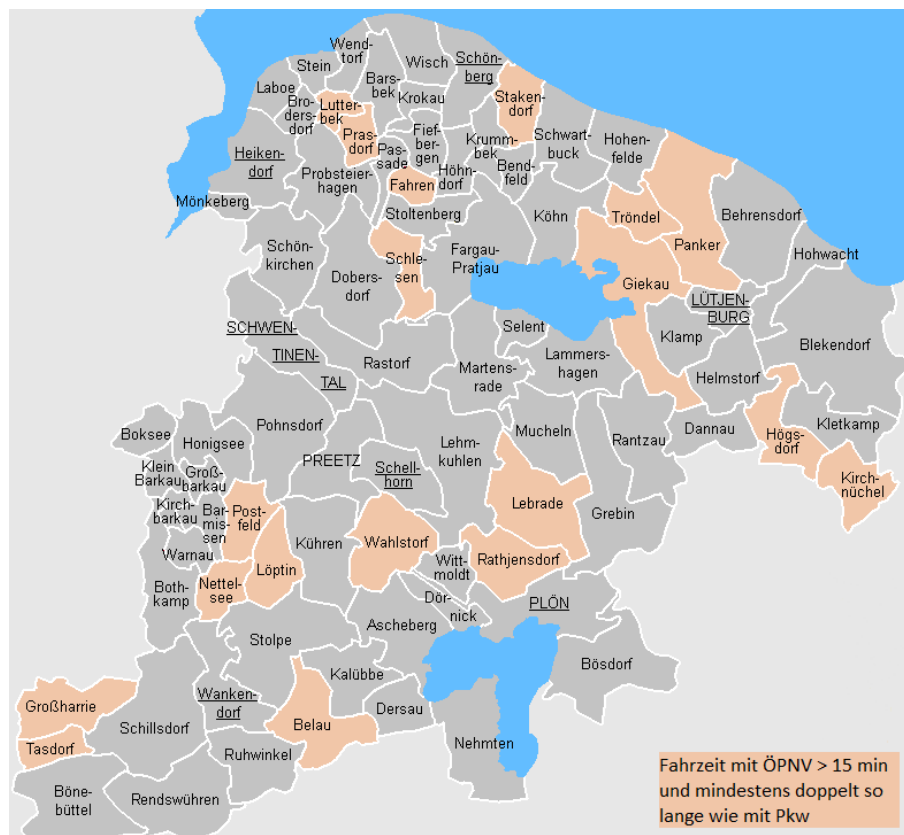 Wend-
torf
Stein
Wisch
Schön-
berg
Laboe
Bro-
ders-
dorf
Lutter-
bek
Bars-
bek
Krokau
Staken-
dorf
Pras-
dorf
Pas-
sade
Fief-
ber-
gen
Krumm-
bek
Schwart-
buck
Hohen-
felde
Heiken-
dorf
Probsteier-
hagen
Fahren
Höhn-
dorf
Bend-
feld
Mönkeberg
Stoltenberg
Köhn
Tröndel
Behrensdorf
Schön-
kirchen
Dobers-
dorf
Schle-
sen
Fargau-
Pratjau
Panker
Hohwacht
Giekau
LÜTJEN-
BURG
SCHWEN-
TINEN-
TAL
Rastorf
Selent
Martens-
rade
Lammers-
hagen
Klamp
Blekendorf
Helmstorf
Pohnsdorf
Boksee
Honigsee
PREETZ
Schell-
horn
Lehm-
kuhlen
Mucheln
Rantzau
Dannau
Högs-
dorf
Kletkamp
Kirch-
nüchel
Klein
Barkau
Groß-
barkau
Kirch-
barkau
Bar-
mis-
sen
Post-
feld
Lebrade
Grebin
Warnau
Löptin
Kühren
Wahlstorf
Witt-
moldt
Rathjensdorf
Both-
kamp
Nettel-
see
Dör-
nick
PLÖN
Stolpe
Ascheberg
Bösdorf
Kalübbe
Großharrie
Schillsdorf
Wanken-
dorf
Belau
Dersau
Tasdorf
Ruhwinkel
Nehmten
Böne-
büttel
Rendswühren
Fahrzeit mit ÖPNV > 15 min
und mindestens doppelt so
lange wie mit Pkw